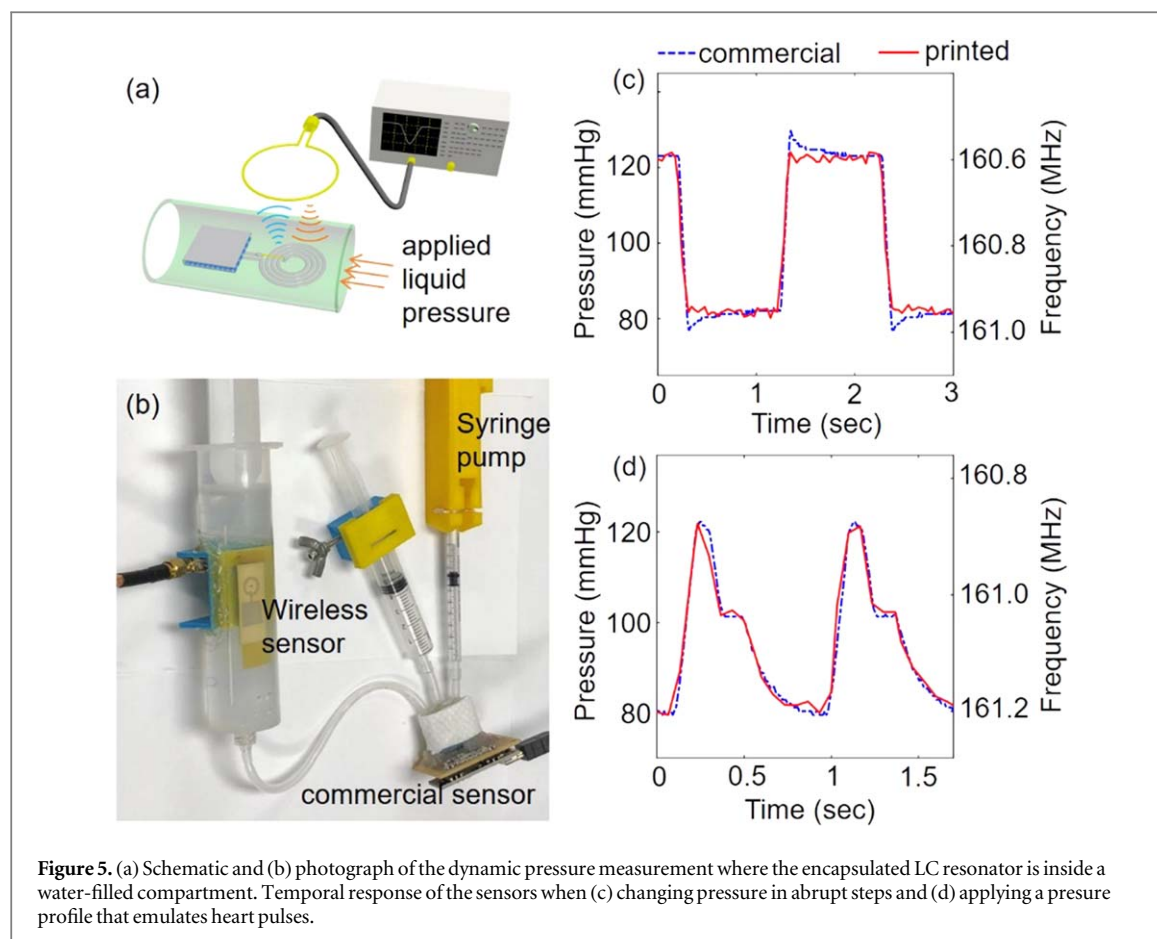 (a)
applied
liquid
pressure
(b)
Syringe
pump
Wireless
sensor
commercial sensor
commercial printed
(c)
Pressure (mmHg)
120
100
80
160.6
160.8
161.0
Frequency (MHz)
0 1 2 3
Time (sec)
(d)
Pressure (mmHg)
120
100
80
160.8
161.0
161.2
Frequency (MHz)
0 0.5 1 1.5
Time (sec)
Figure 5. (a) Schematic and (b) photograph of the dynamic pressure measurement where the encapsulated LC resonator is inside a
water-filled compartment. Temporal response of the sensors when (c) changing pressure in abrupt steps and (d) applying a presure
profile that emulates heart pulses.